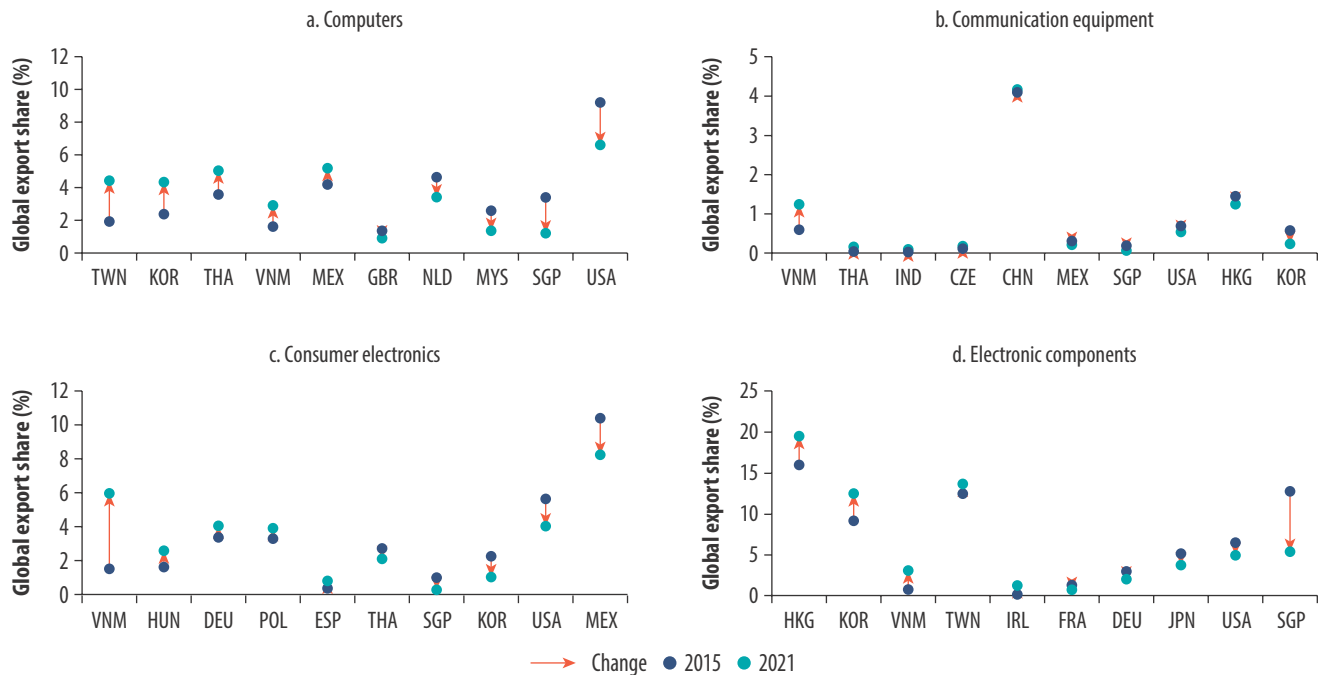 a. Computers
Global export share (%)
12
10
8
6
4
2
0
TWN KOR THA VNM MEX GBR NLD MYS SGP USA
b. Communication equipment
Global export share (%)
5
4
3
2
1
0
VNM THA IND CZE CHN MEX SGP USA HKG KOR
c. Consumer electronics
Global export share (%)
12
10
8
6
4
2
0
VNM HUN DEU POL ESP THA SGP KOR USA MEX
d. Electronic components
Global export share (%)
25
20
15
10
5
0
HKG KOR VNM TWN IRL FRA DEU JPN USA SGP
Change 2015 2021